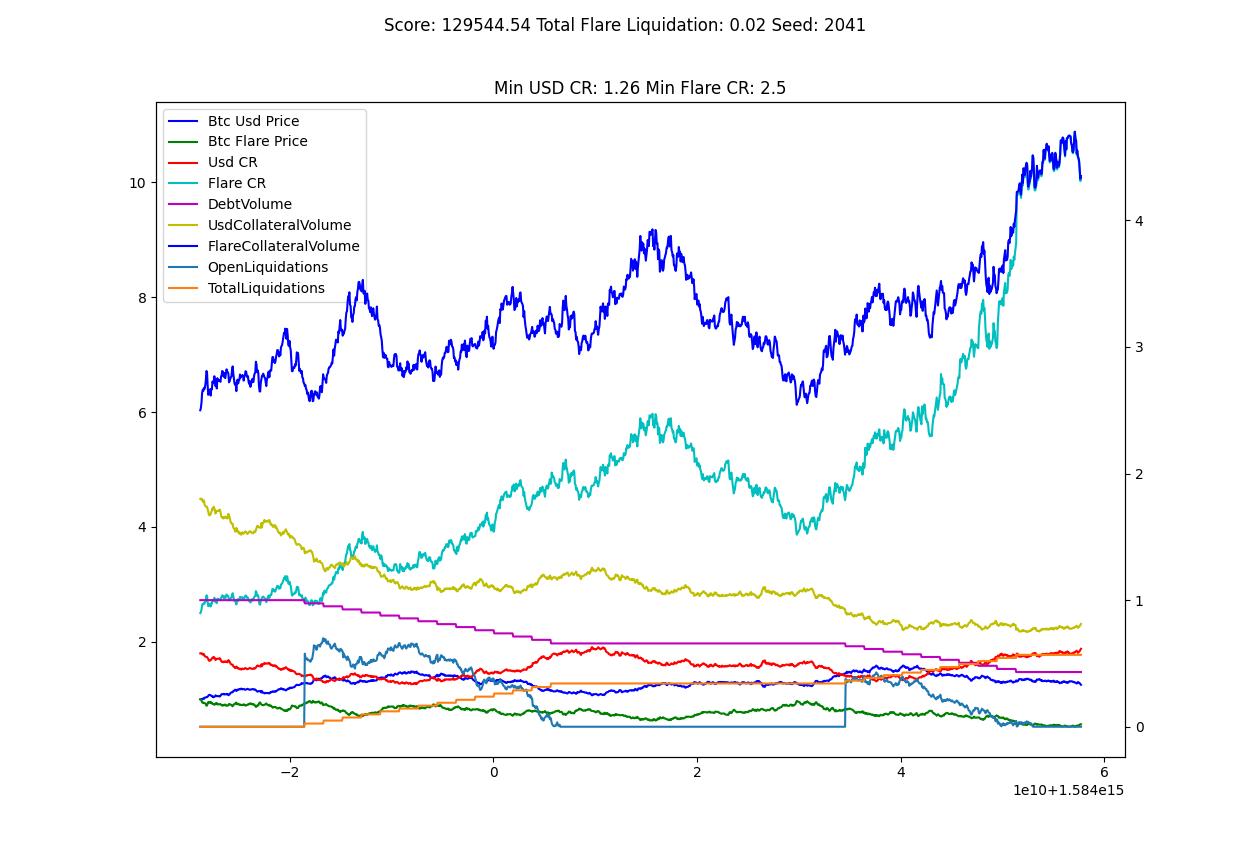 Score: 129544.54 Total Flare Liquidation: 0.02 Seed: 2041
Min USD CR: 1.26 Min Flare CR: 2.5
Btc Usd Price
Btc Flare Price
Usd CR
Flare CR
DebtVolume
UsdCollateralVolume
FlareCollateralVolume
OpenLiquidations
TotalLiquidations
10
8
6
4
2
4
3
2
1
0
−2
0
2
4
6
1e10+1.584e15